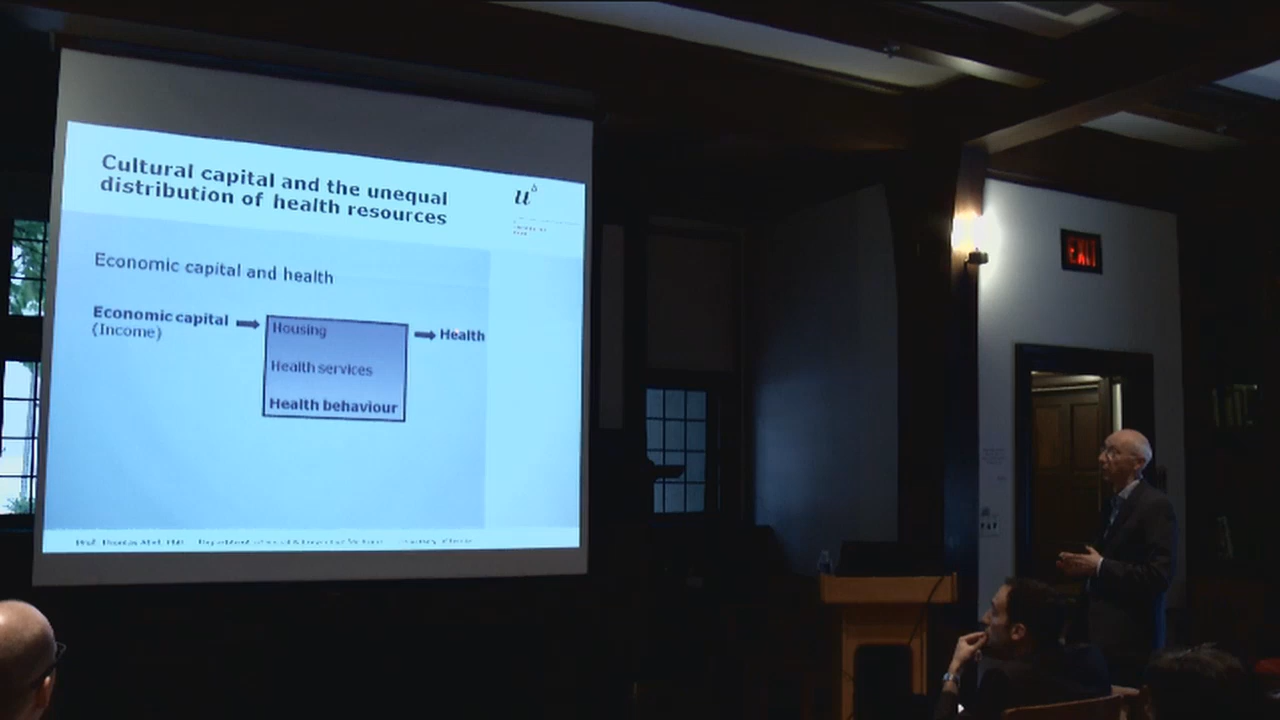 Cultural capital and the unequal
distribution of health resources
u
b
Economic capital and health
Economic capital
(Income)
Housing
Health services
Health behaviour
Health
EXIT